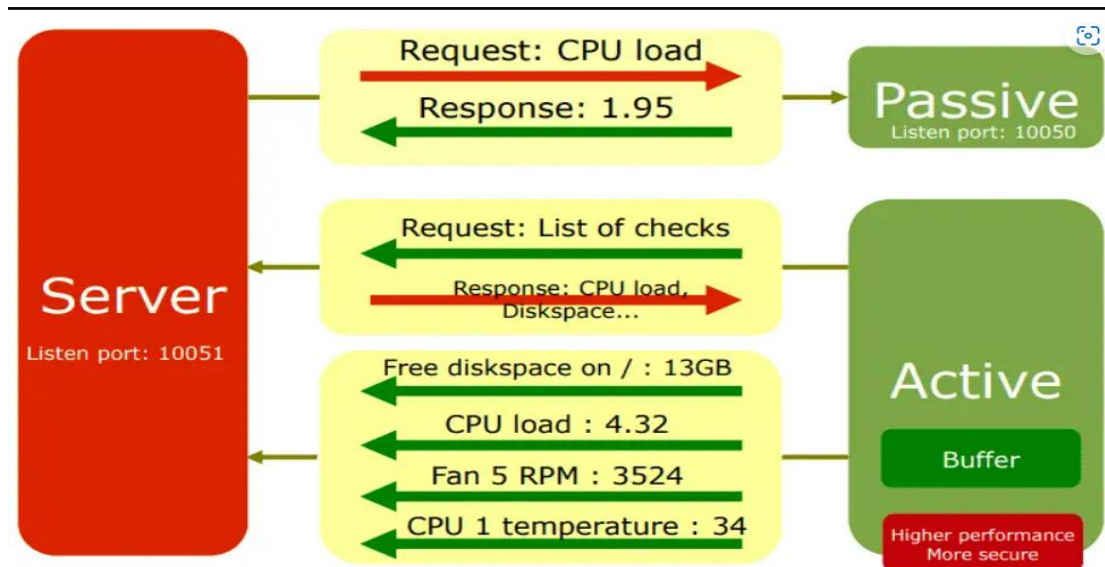 Server
Listen port: 10051
Request: CPU load
Response: 1.95
Passive
Listen port: 10050
Request: List of checks
Response: CPU load,
Diskspace...
Free diskspace on / : 13GB
CPU load : 4.32
Fan 5 RPM : 3524
CPU 1 temperature : 34
Active
Buffer
Higher performance
More secure